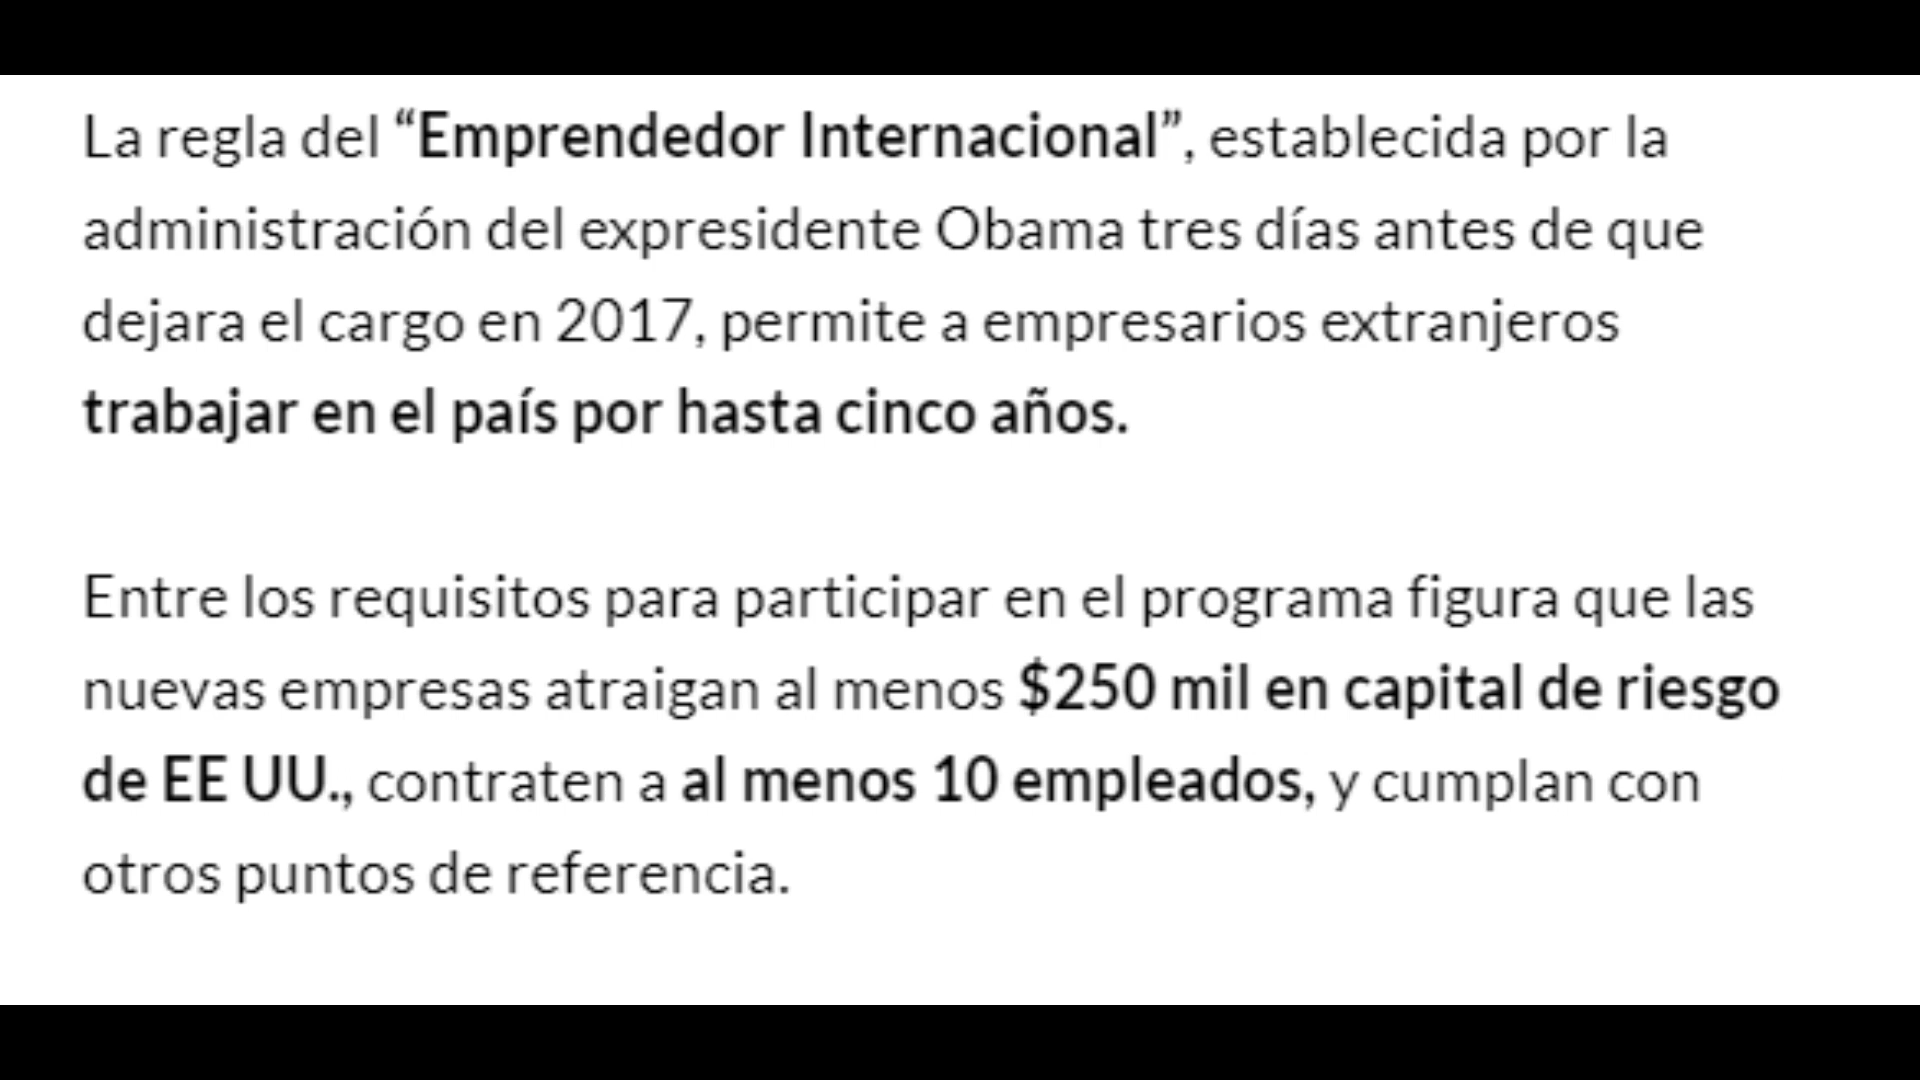 La regla del “Emprendedor Internacional”, establecida por la
administración del expresidente Obama tres días antes de que
dejara el cargo en 2017, permite a empresarios extranjeros
trabajar en el país por hasta cinco años.
Entre los requisitos para participar en el programa figura que las
nuevas empresas atraigan al menos $250 mil en capital de riesgo
de EE UU., contraten a al menos 10 empleados, y cumplan con
otros puntos de referencia.